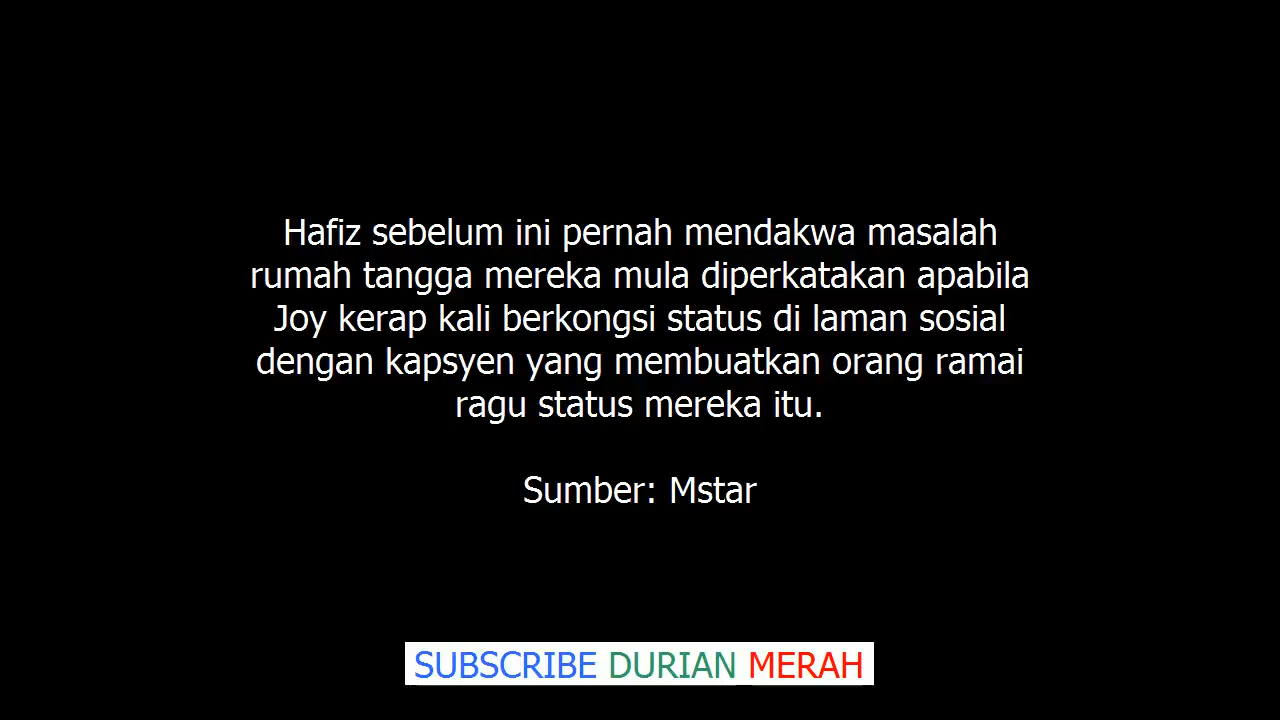 Hafiz sebelum ini pernah mendakwa masalah
rumah tangga mereka mula diperkatakan apabila
Joy kerap kali berkongsi status di laman sosial
dengan kapsyen yang membuatkan orang ramai
ragu status mereka itu.
Sumber: Mstar
SUBSCRIBE DURIAN MERAH